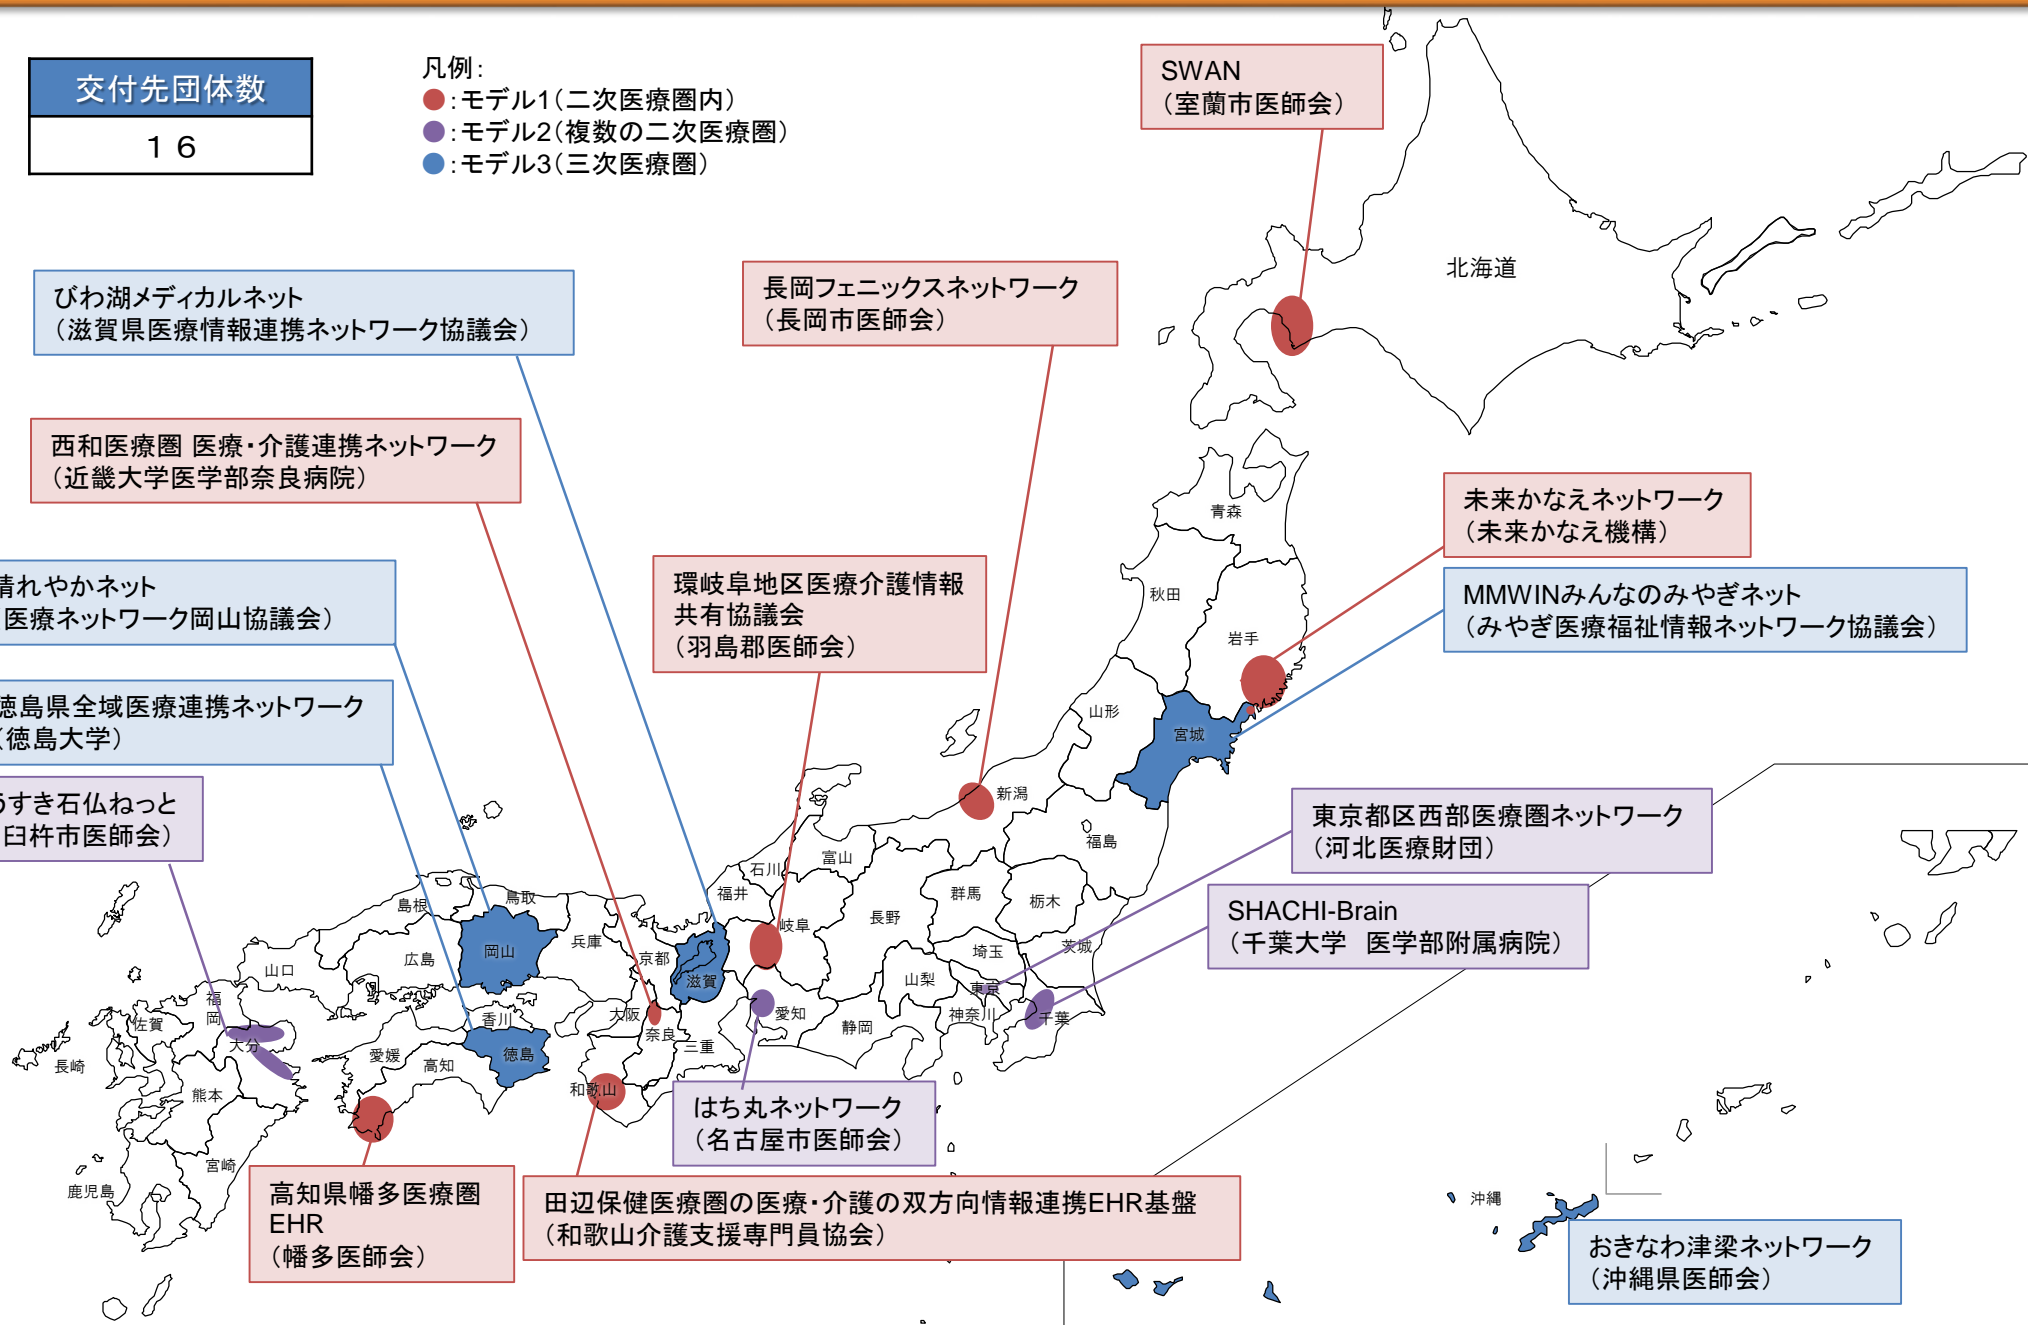 交付先団体数
１６
凡例：
●：モデル1（二次医療圏内）
●：モデル2（複数の二次医療圏）
●：モデル3（三次医療圏）
SWAN
（室蘭市医師会）
北海道
びわ湖メディカルネット
（滋賀県医療情報連携ネットワーク協議会）
長岡フェニックスネットワーク
（長岡市医師会）
西和医療圏 医療・介護連携ネットワーク
（近畿大学医学部奈良病院）
未来かなえネットワーク
（未来かなえ機構）
晴れやかネット
医療ネットワーク岡山協議会）
環岐阜地区医療介護情報
共有協議会
（羽島郡医師会）
MMWINみんなのみやぎネット
（みやぎ医療福祉情報ネットワーク協議会）
徳島県全域医療連携ネットワーク
（徳島大学）
うすき石仏ねっと
臼杵市医師会）
東京都区西部医療圏ネットワーク
（河北医療財団）
SHACHI-Brain
（千葉大学　医学部附属病院）
はち丸ネットワーク
（名古屋市医師会）
高知県幡多医療圏
EHR
（幡多医師会）
田辺保健医療圏の医療・介護の双方向情報連携EHR基盤
（和歌山介護支援専門員協会）
おきなわ津梁ネットワーク
（沖縄県医師会）
青森
秋田
岩手
山形
宮城
新潟
福島
富山
石川
福井
群馬
栃木
長野
岐阜
茨城
埼玉
山梨
東京
神奈川
千葉
静岡
愛知
三重
滋賀
京都
奈良
大阪
和歌山
兵庫
鳥取
島根
岡山
広島
山口
香川
徳島
愛媛
高知
福岡
佐賀
長崎
大分
熊本
宮崎
鹿児島
沖縄